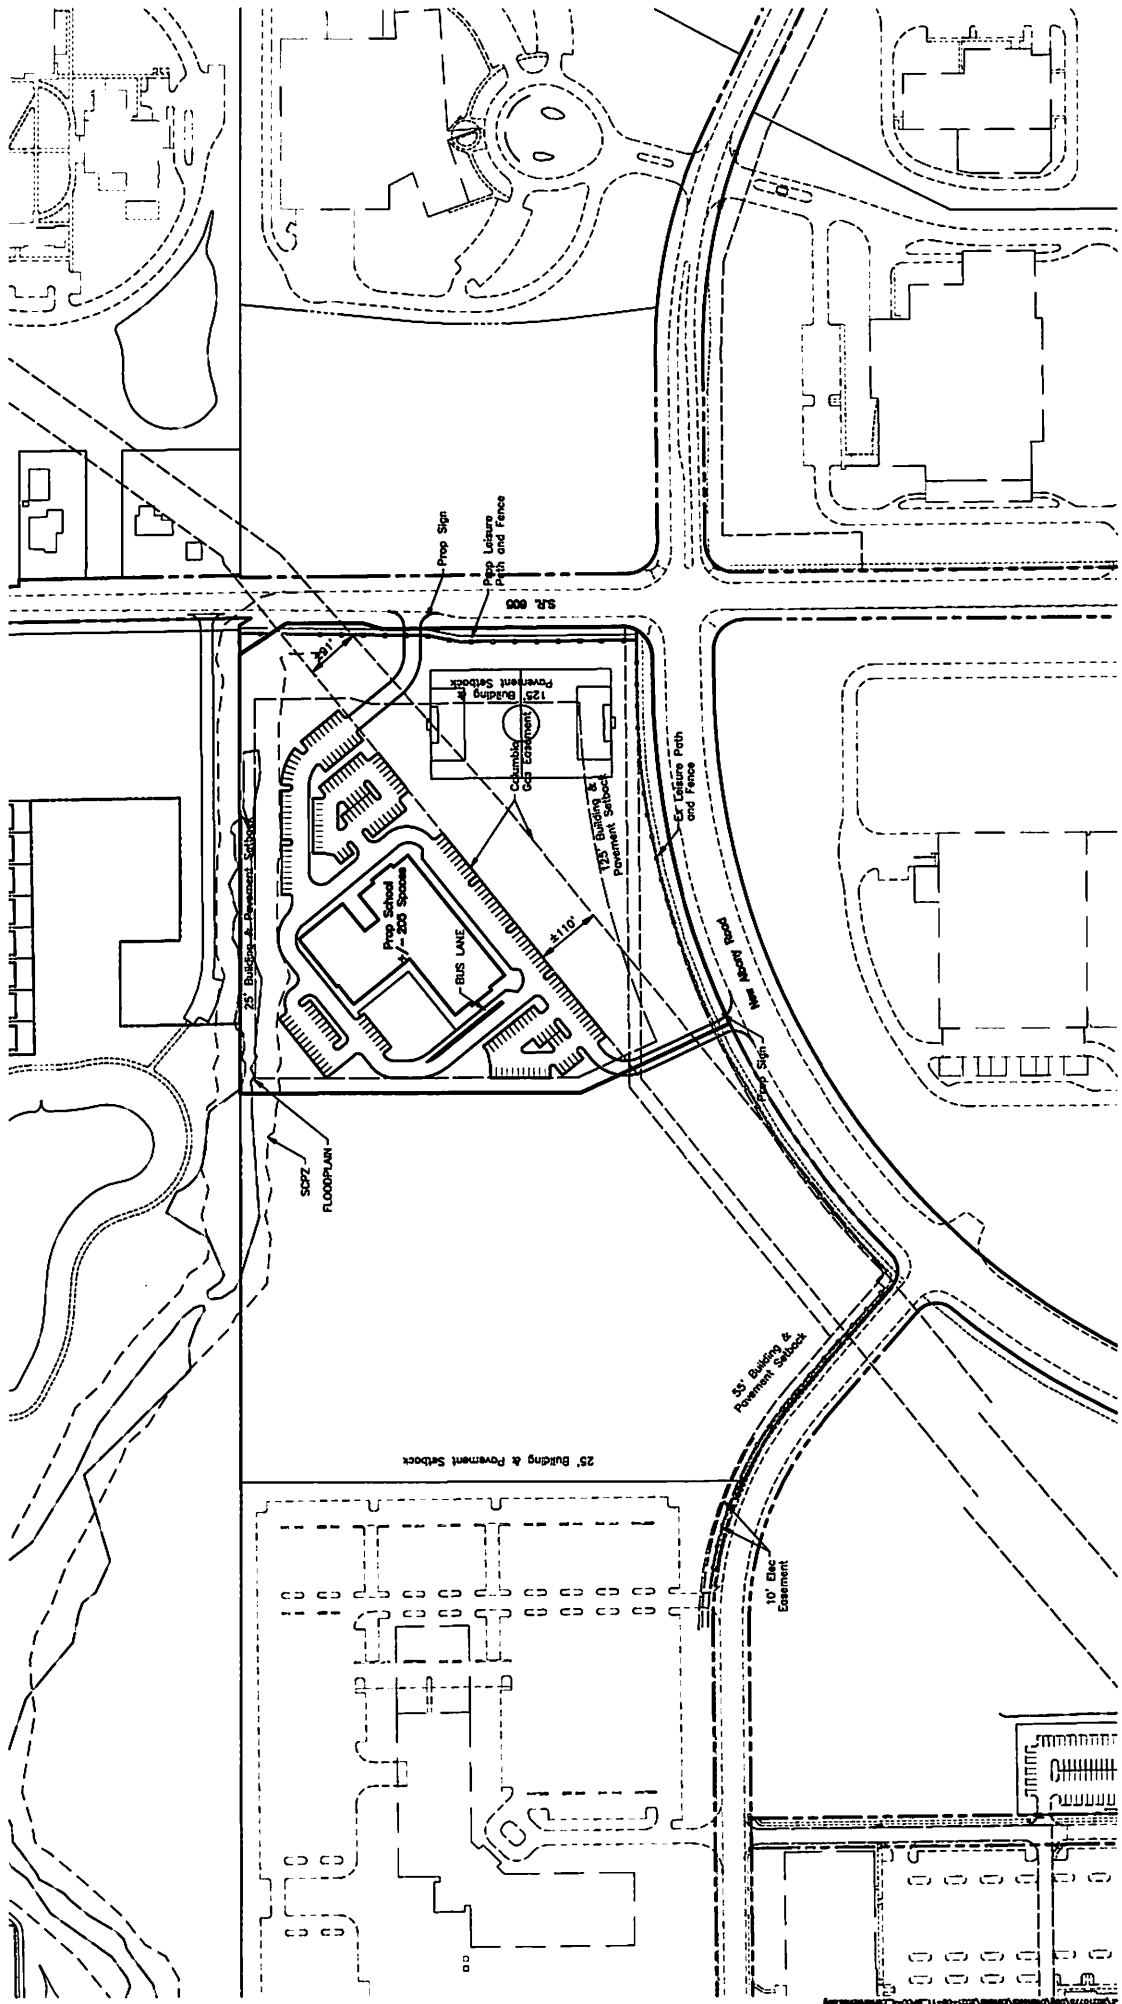 Prop Sign
Prop Leisure
Path and Fence
S.R. 605
±91'
125' Building
Pavement Setback
Columbia
Gas Easement
125' Building &
Pavement Setback
Ex Leisure Path
and Fence
25' Building & Pavement Setback
Prop School
+/- 205 Spaces
BUS LANE
±110'
New Albany Road
Prop Sign
SCPZ
FLOODPLAIN
55' Building &
Pavement Setback
25' Building & Pavement Setback
10' Elec
Easement